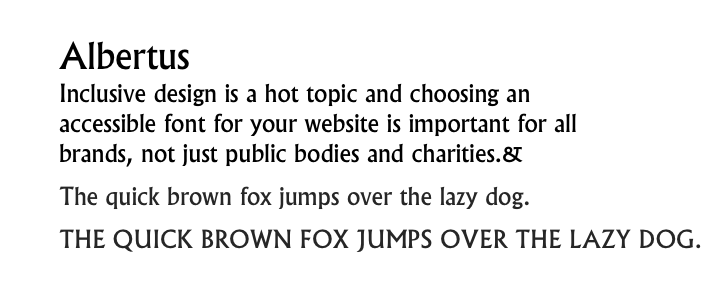 Albertus
Inclusive design is a hot topic and choosing an
accessible font for your website is important for all
brands, not just public bodies and charities.&
The quick brown fox jumps over the lazy dog.
THE QUICK BROWN FOX JUMPS OVER THE LAZY DOG.